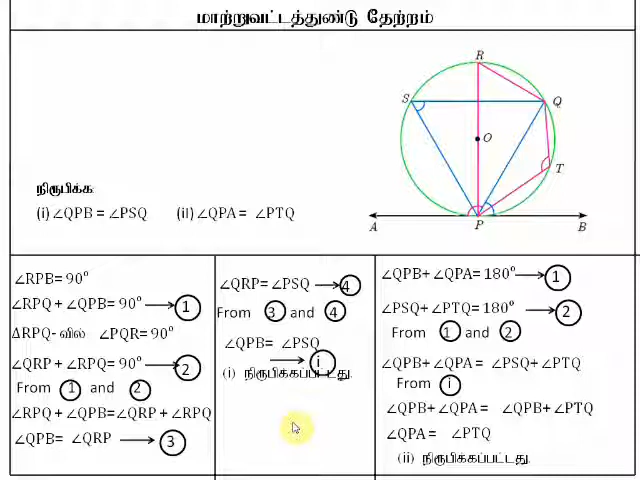 மாற்றுவட்டத்துண்டு தேற்றம்
R
S
Q
O
T
A
P
B
நிரூபிக்க
(i) ∠QPB = ∠PSQ (ii) ∠QPA = ∠PTQ
∠RPB= 90°
∠RPQ + ∠QPB= 90° → 1
ΔRPQ- வில் ∠PQR= 90°
∠QRP + ∠RPQ= 90° → 2
From 1 and 2
∠RPQ + ∠QPB=∠QRP + ∠RPQ
∠QPB= ∠QRP → 3
∠QRP= ∠PSQ → 4
From 3 and 4
∠QPB= ∠PSQ
→ i
(i) நிரூபிக்கப்பட்டது.
∠QPB+ ∠QPA= 180° → 1
∠PSQ+ ∠PTQ= 180° → 2
From 1 and 2
∠QPB+ ∠QPA = ∠PSQ+ ∠PTQ
From i
∠QPB+ ∠QPA = ∠QPB+ ∠PTQ
∠QPA = ∠PTQ
(ii) நிரூபிக்கப்பட்டது.